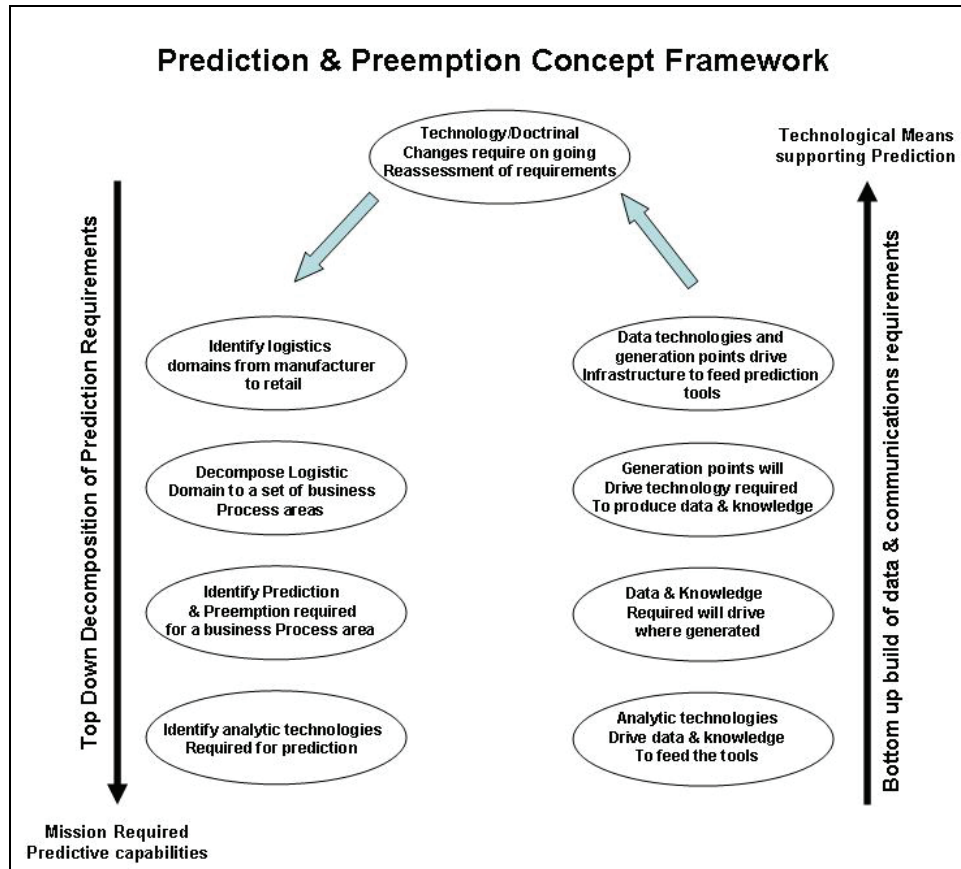 Prediction & Preemption Concept Framework
Technology/Doctrinal
Changes require on going
Reassessment of requirements
Technological Means
supporting Prediction
Top Down Decomposition of Prediction Requirements
Identify logistics
domains from manufacturer
to retail
Decompose Logistic
Domain to a set of business
Process areas
Identify Prediction
& Preemption required
for a business Process area
Identify analytic technologies
Required for prediction
Mission Required
Predictive capabilities
Data technologies and
generation points drive
Infrastructure to feed prediction
tools
Generation points will
Drive technology required
To produce data & knowledge
Data & Knowledge
Required will drive
where generated
Analytic technologies
Drive data & knowledge
To feed the tools
Bottom up build of data & communications requirements